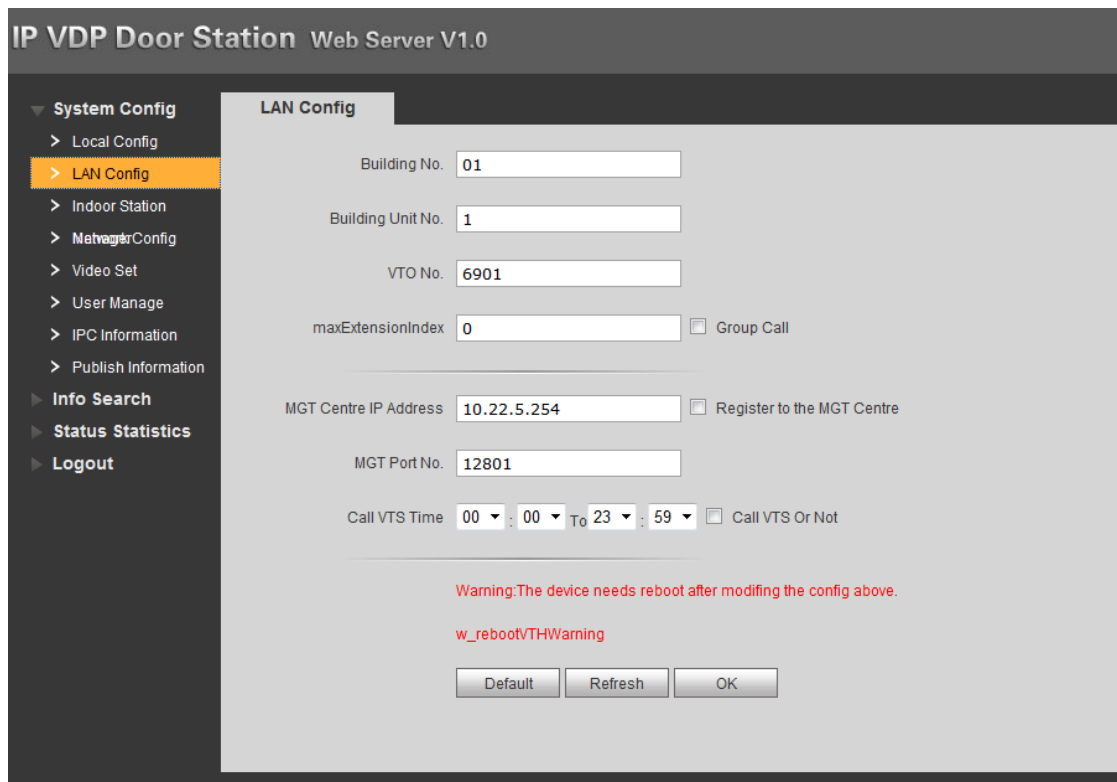 IP VDP Door Station Web Server V1.0
System Config
Local Config
LAN Config
Indoor Station
Config
Video Set
User Manage
IPC Information
Publish Information
Info Search
Status Statistics
Logout
LAN Config
Building No. 01
Building Unit No. 1
VTO No. 6901
maxExtensionIndex 0 Group Call
MGT Centre IP Address 10.22.5.254 Register to the MGT Centre
MGT Port No. 12801
Call VTS Time 00 : 00 To 23 : 59 Call VTS Or Not
Warning:The device needs reboot after modifing the config above.
w_rebootVTHWarning
Default Refresh OK